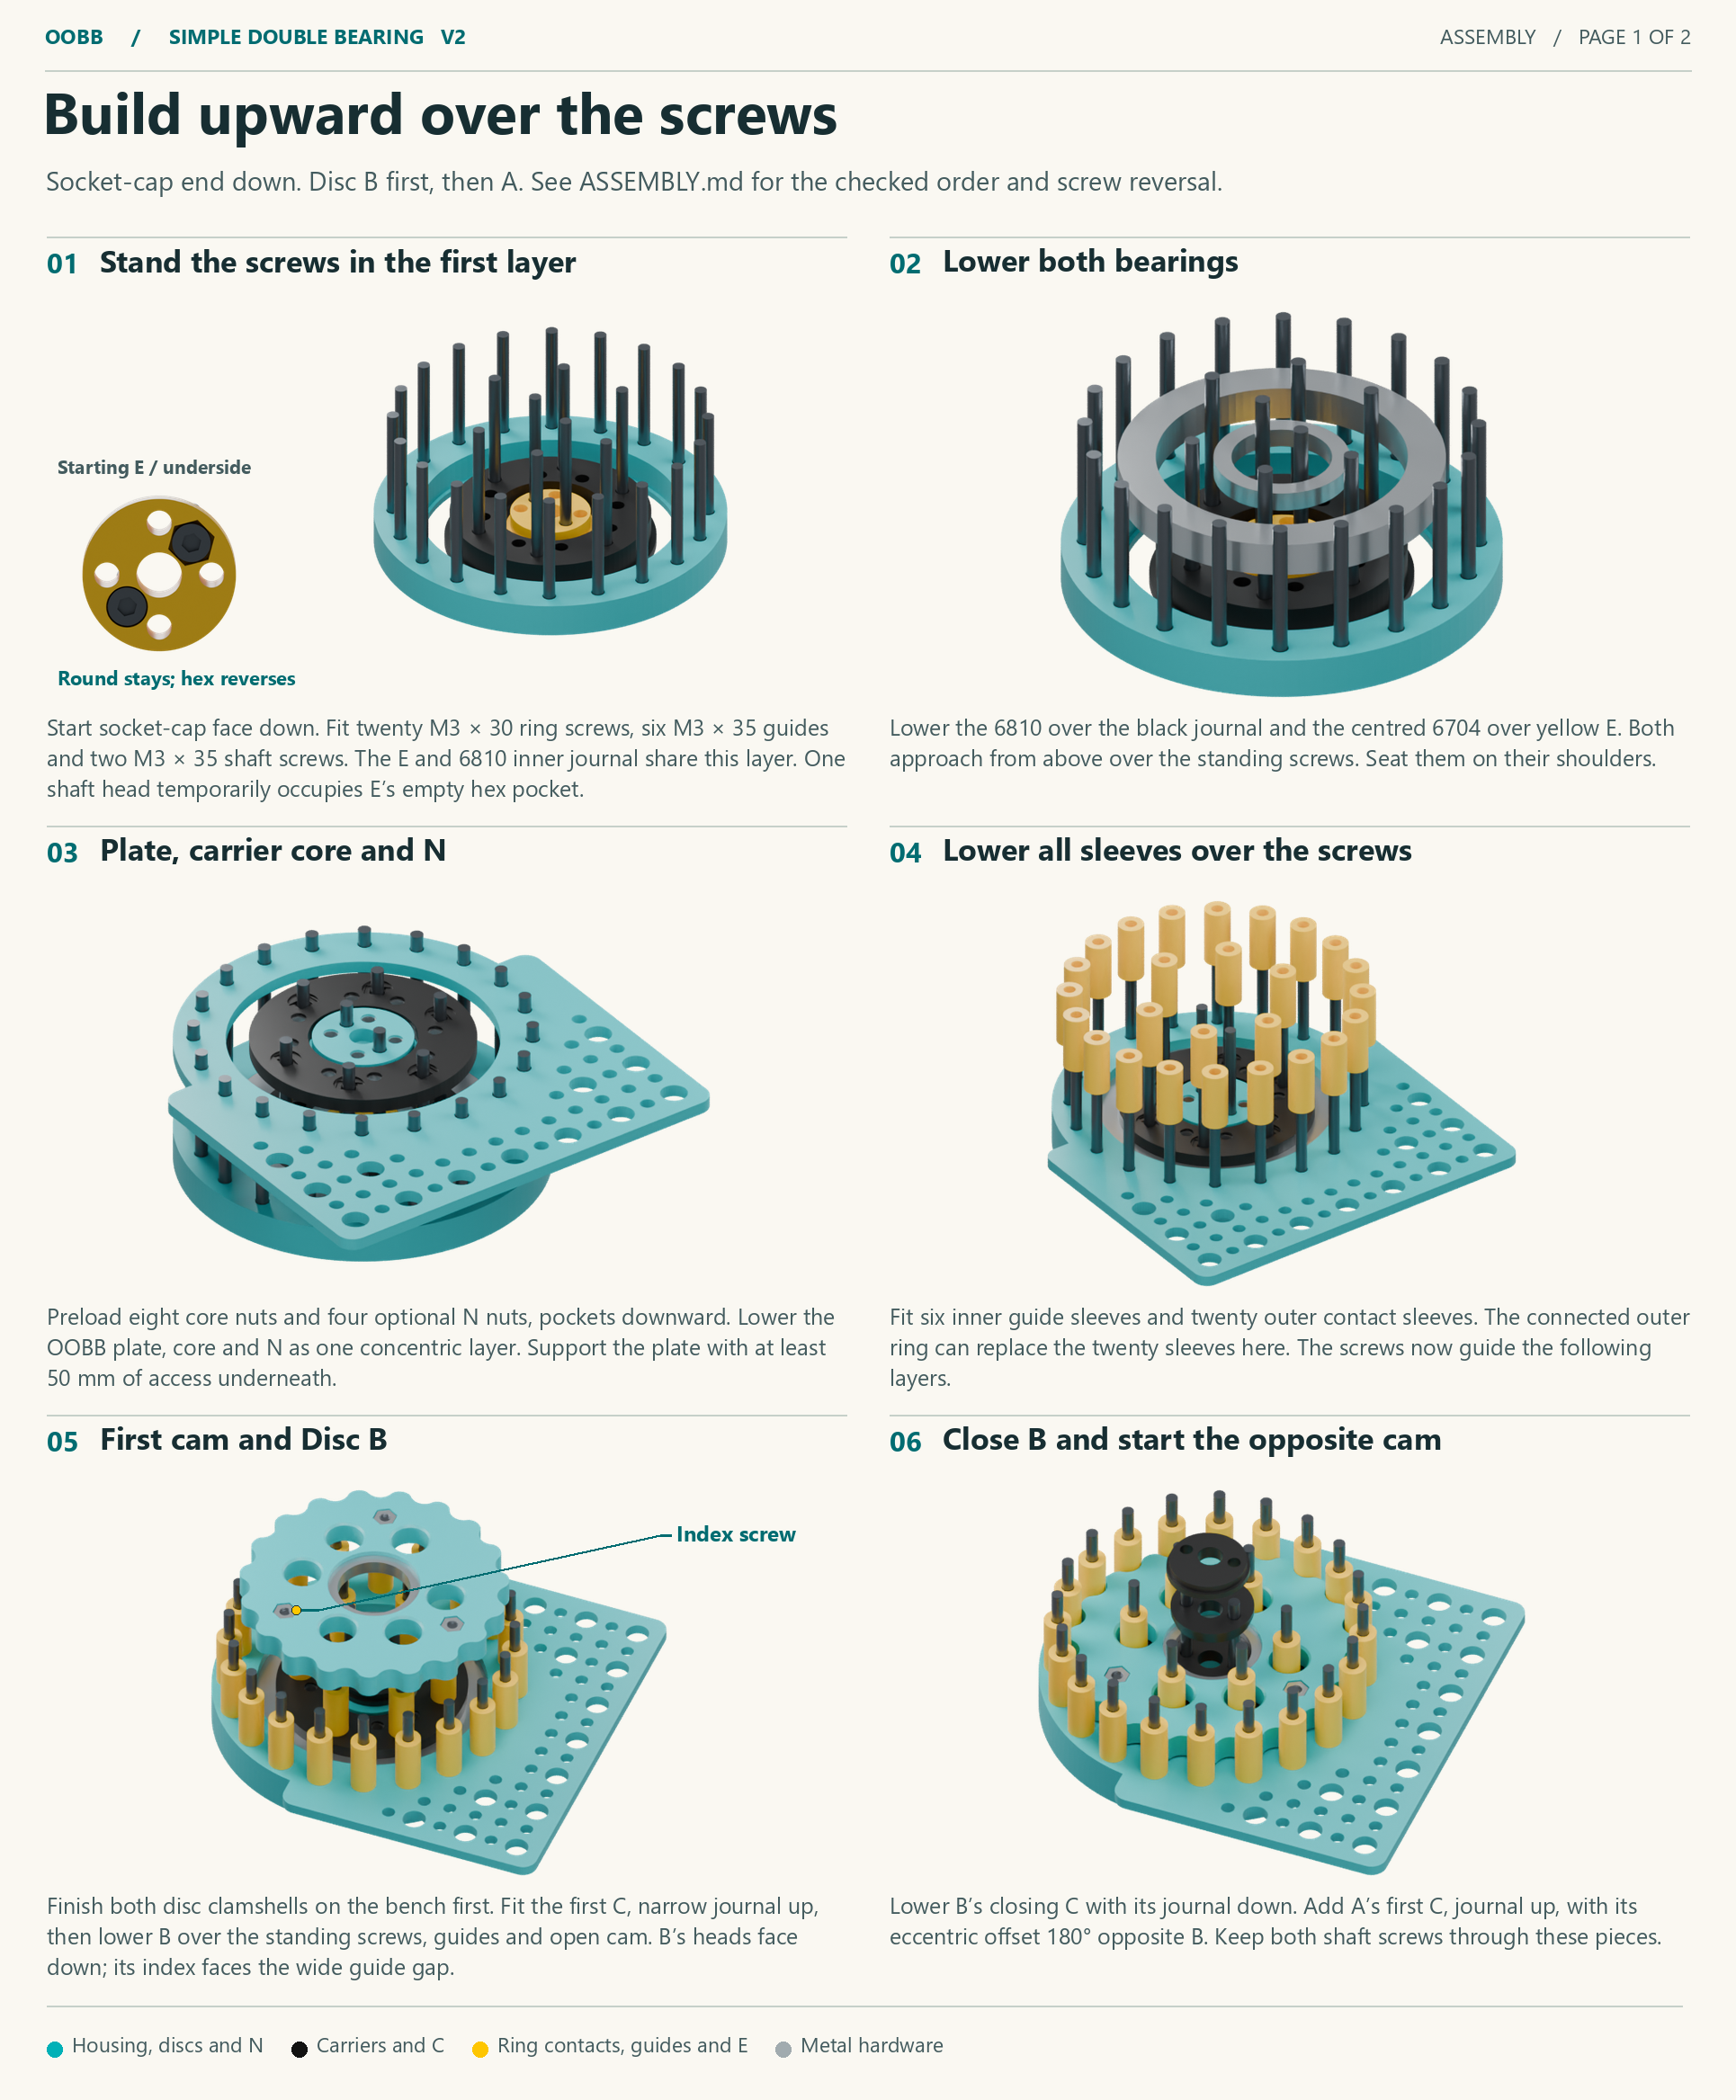 OOBB / SIMPLE DOUBLE BEARING V2
ASSEMBLY / PAGE 1 OF 2
Build upward over the screws
Socket-cap end down. Disc B first, then A. See ASSEMBLY.md for the checked order and screw reversal.
01 Stand the screws in the first layer
Starting E / underside
Round stays; hex reverses
Start socket-cap face down. Fit twenty M3 × 30 ring screws, six M3 × 35 guides
and two M3 × 35 shaft screws. The E and 6810 inner journal share this layer. One
shaft head temporarily occupies E’s empty hex pocket.
02 Lower both bearings
Lower the 6810 over the black journal and the centred 6704 over yellow E. Both
approach from above over the standing screws. Seat them on their shoulders.
03 Plate, carrier core and N
Preload eight core nuts and four optional N nuts, pockets downward. Lower the
OOBB plate, core and N as one concentric layer. Support the plate with at least
50 mm of access underneath.
04 Lower all sleeves over the screws
Fit six inner guide sleeves and twenty outer contact sleeves. The connected outer
ring can replace the twenty sleeves here. The screws now guide the following
layers.
05 First cam and Disc B
Index screw
Finish both disc clamshells on the bench first. Fit the first C, narrow journal up,
then lower B over the standing screws, guides and open cam. B’s heads face
down; its index faces the wide guide gap.
06 Close B and start the opposite cam
Lower B’s closing C with its journal down. Add A’s first C, journal up, with its
eccentric offset 180° opposite B. Keep both shaft screws through these pieces.
Housing, discs and N
Carriers and C
Ring contacts, guides and E
Metal hardware